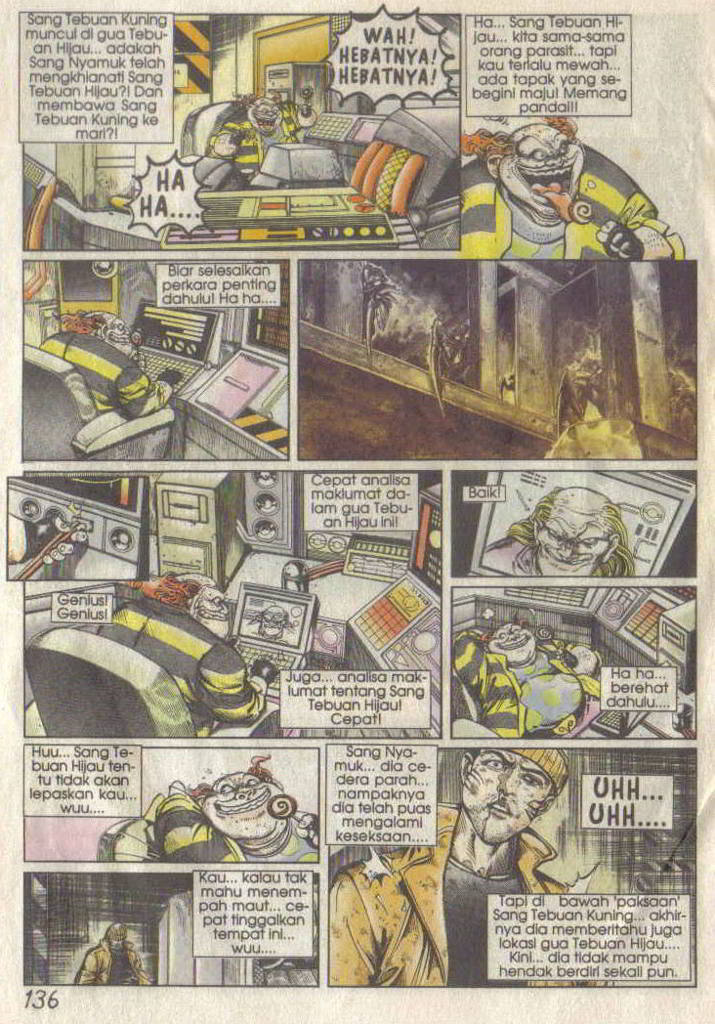 Sang Tebuan Kuning
muncul di gua Tebu-
an Hijau... adakah
Sang Nyamuk telah
mengkhianati Sang
Tebuan Hijau?! Dan
membawa Sang
Tebuan Kuning ke
mari?!
WAH!
HEBATNYA!
HEBATNYA!
HA
HA....
Ha... Sang Tebuan Hi-
jau... kita sama-sama
orang parasit... tapi
kau terlalu mewah...
ada tapak yang se-
begini maju! Memang
pandai!!
Biar selesaikan
perkara penting
dahulu! Ha ha....
Cepat analisa
maklumat da-
lam gua Tebu-
an Hijau ini!
Genius!
Genius!
Juga... analisa mak-
lumat tentang Sang
Tebuan Hijau!
Cepat!
Baik!
Ha ha...
berehat
dahulu....
Huu... Sang Te-
buan Hijau ten-
tu tidak akan
lepaskan kau...
wuu....
Kau... kalau tak
mahu menem-
pah maut... ce-
pat tinggalkan
tempat ini...
wuu....
Sang Nya-
muk... dia ce-
dera parah...
nampaknya
dia telah puas
mengalami
keseksaan....
UHH...
UHH....
Tapi di bawah 'paksaan'
Sang Tebuan Kuning... akhir-
nya dia memberitahu juga
lokasi gua Tebuan Hijau....
Kini... dia tidak mampu
hendak berdiri sekali pun.
136